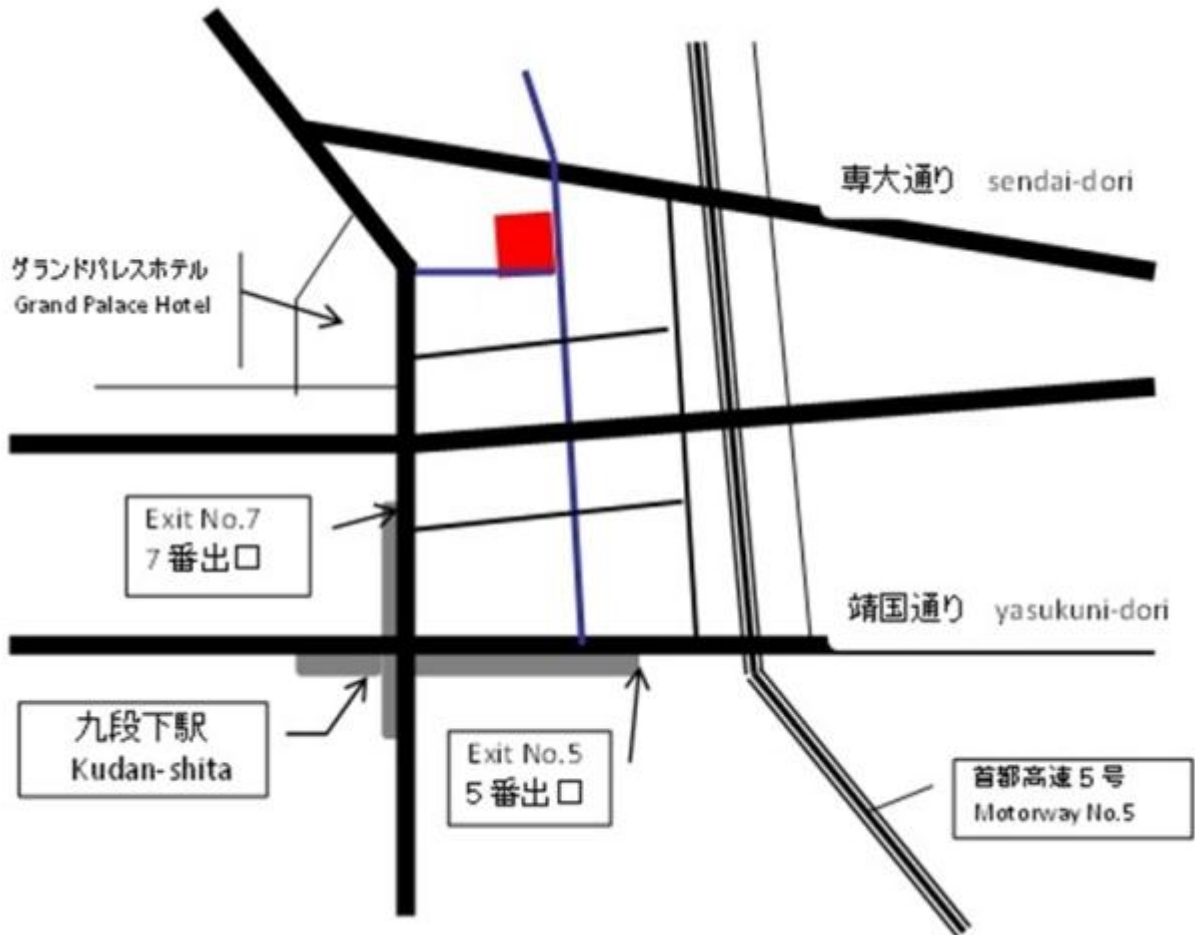 専大通り sendai-dori
グランドパレスホテル
Grand Palace Hotel
Exit No.7
7番出口
靖国通り yasukuni-dori
九段下駅
Kudan-shita
Exit No.5
5番出口
首都高速5号
Motorway No.5